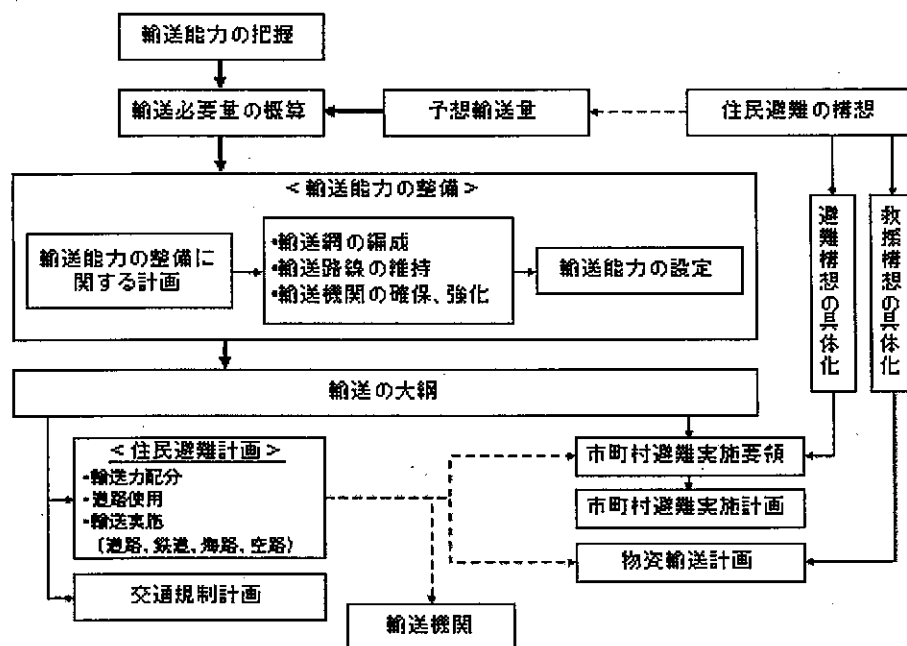 輸送能力の把握
輸送必要量の概算
予想輸送量
住民避難の構想
＜輸送能力の整備＞
輸送能力の整備に
関する計画
・輸送網の編成
・輸送路線の維持
・輸送機関の確保、強化
輸送能力の設定
避難構想の具体化
救援構想の具体化
輸送の大綱
＜住民避難計画＞
・輸送力配分
・道路使用
・輸送実施
（道路、鉄道、海路、空路）
市町村避難実施要領
市町村避難実施計画
物資輸送計画
交通規制計画
輸送機関